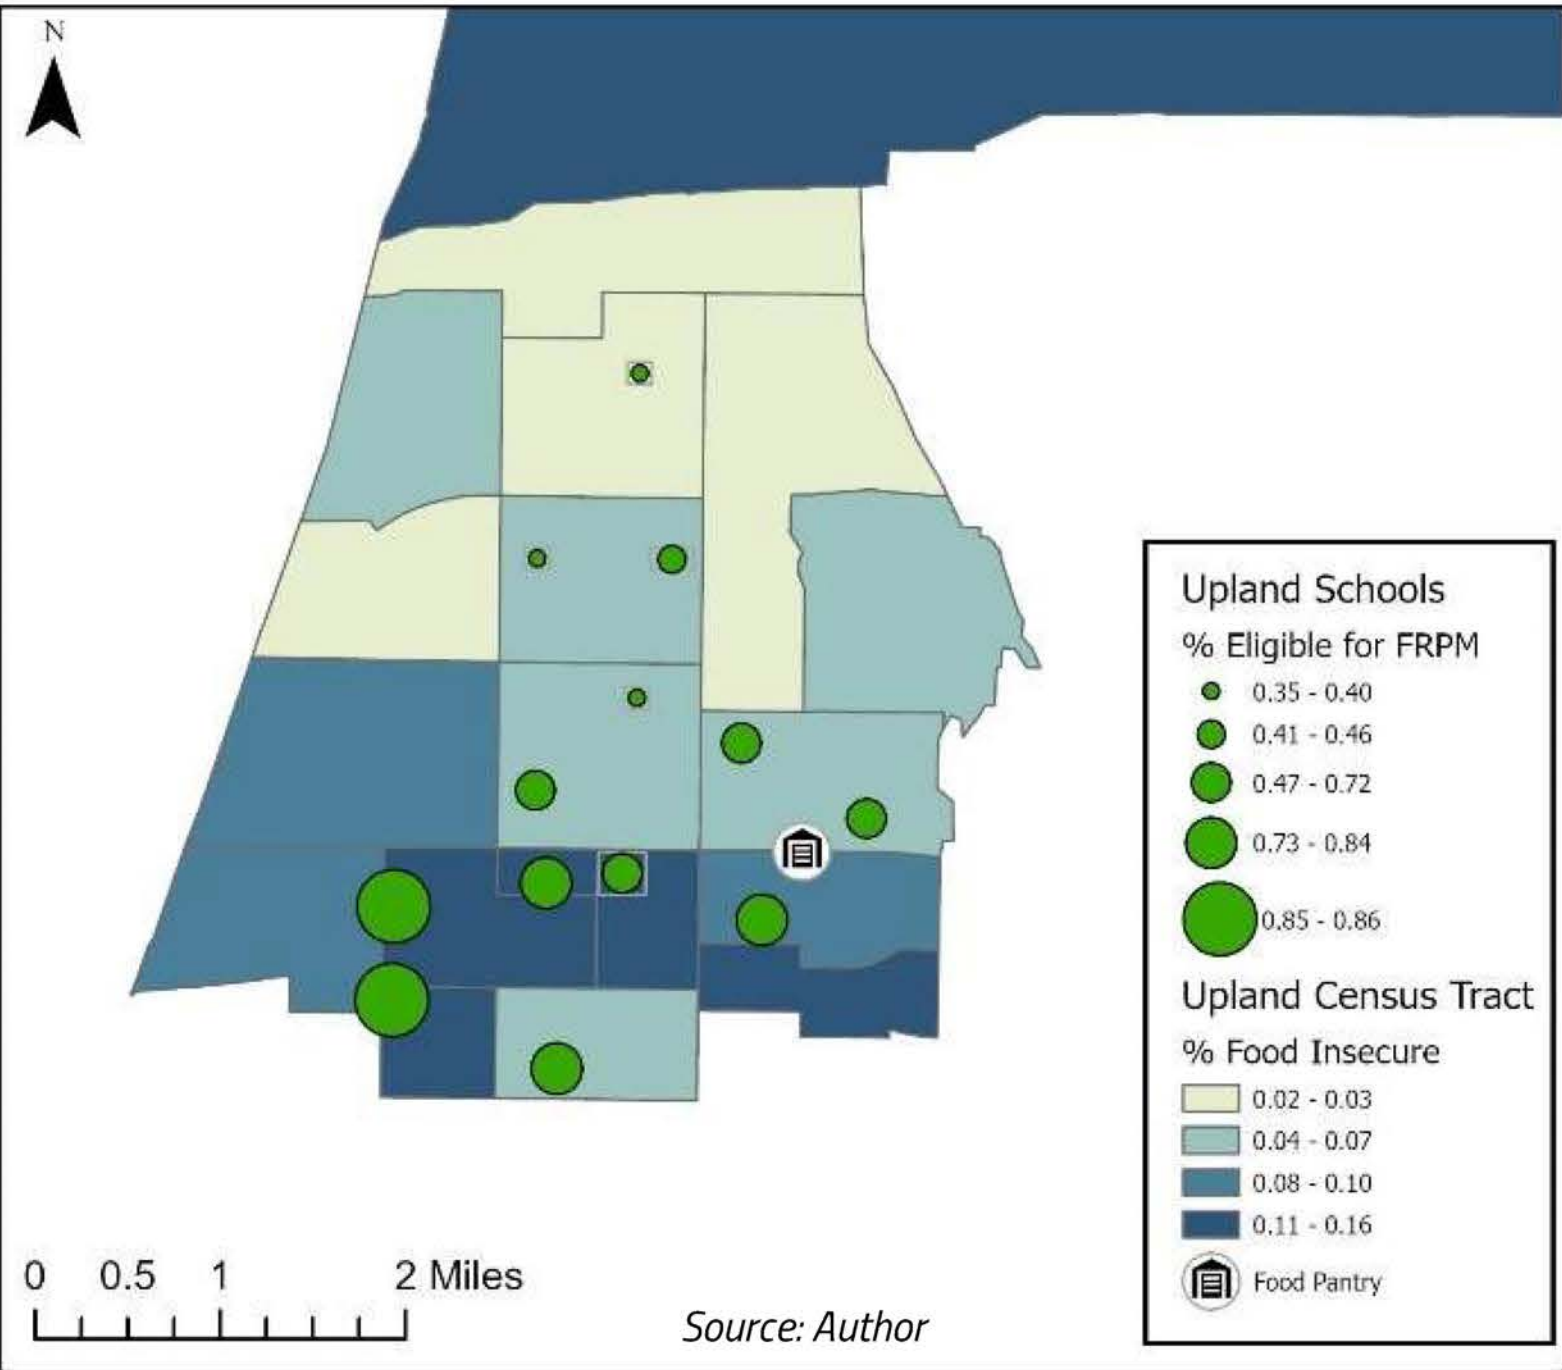 N
Upland Schools
% Eligible for FRPM
0.35 - 0.40
0.41 - 0.46
0.47 - 0.72
0.73 - 0.84
0.85 - 0.86
Upland Census Tract
% Food Insecure
0.02 - 0.03
0.04 - 0.07
0.08 - 0.10
0.11 - 0.16
Food Pantry
0 0.5 1 2 Miles
Source: Author